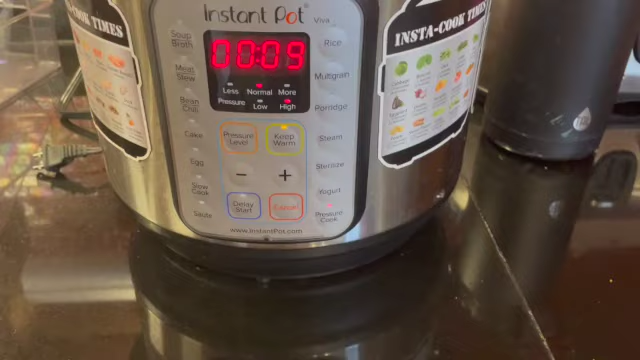 Instant Pot
Viva
COOK TIMES
INSTA-COOK TIMES
Soup
Broth
Rice
00:09
Meat
Stew
Multigrain
Less Normal More
Pressure Low High
Bean
Chili
Porridge
Cake
Pressure
Level
Keep
Warm
Steam
Egg
Sterilize
− +
Slow
Cook
Yogurt
Delay
Start
Cancel
Sauté
Pressure
Cook
www.InstantPot.com